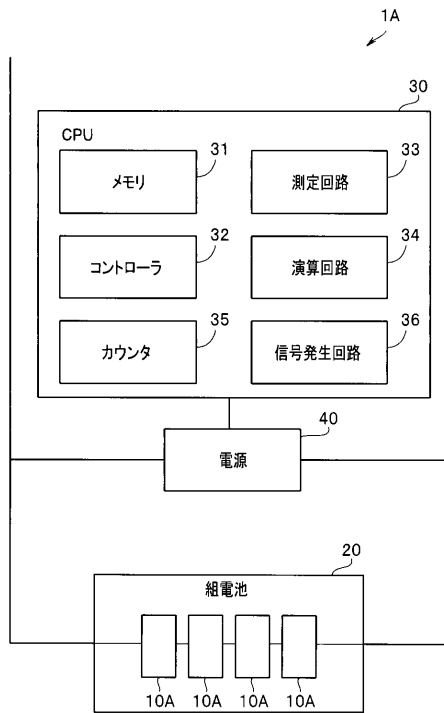 1A
30
CPU
31
メモリ
33
測定回路
32
コントローラ
34
演算回路
35
カウンタ
36
信号発生回路
40
電源
20
組電池
10A 10A 10A 10A